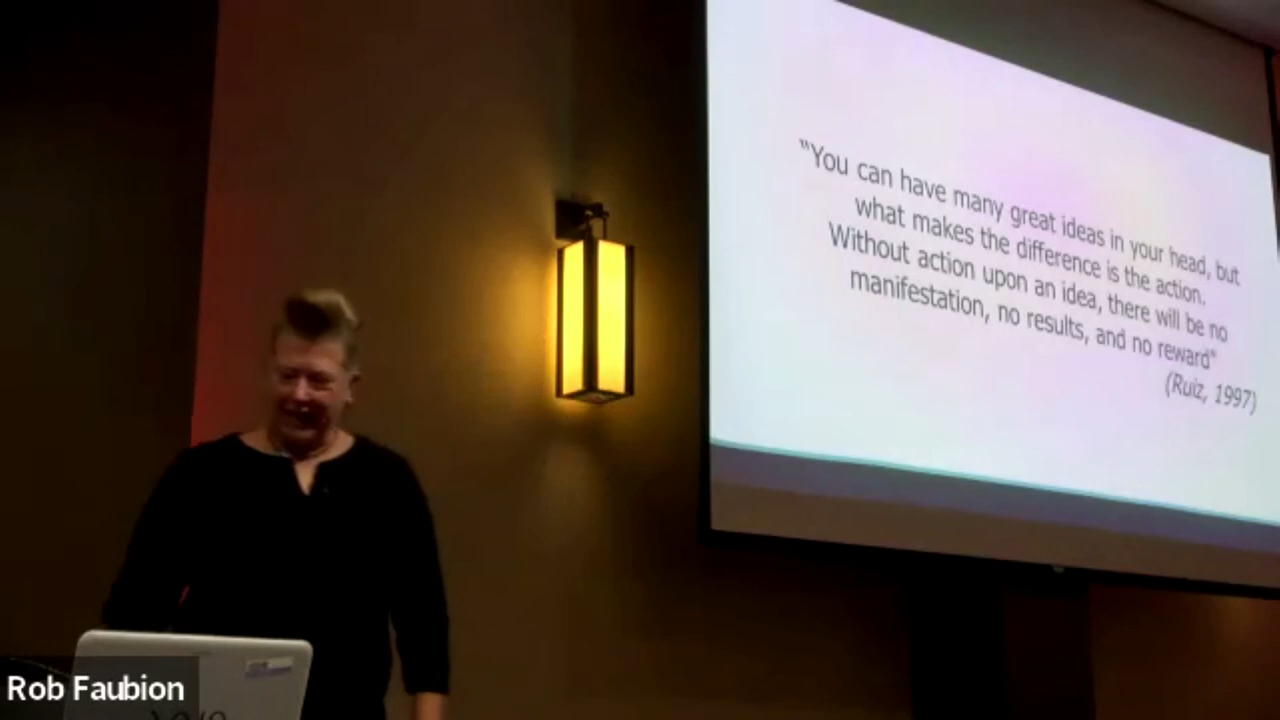 “You can have many great ideas in your head, but
what makes the difference is the action.
Without action upon an idea, there will be no
manifestation, no results, and no reward”
(Ruiz, 1997)
Rob Faubion